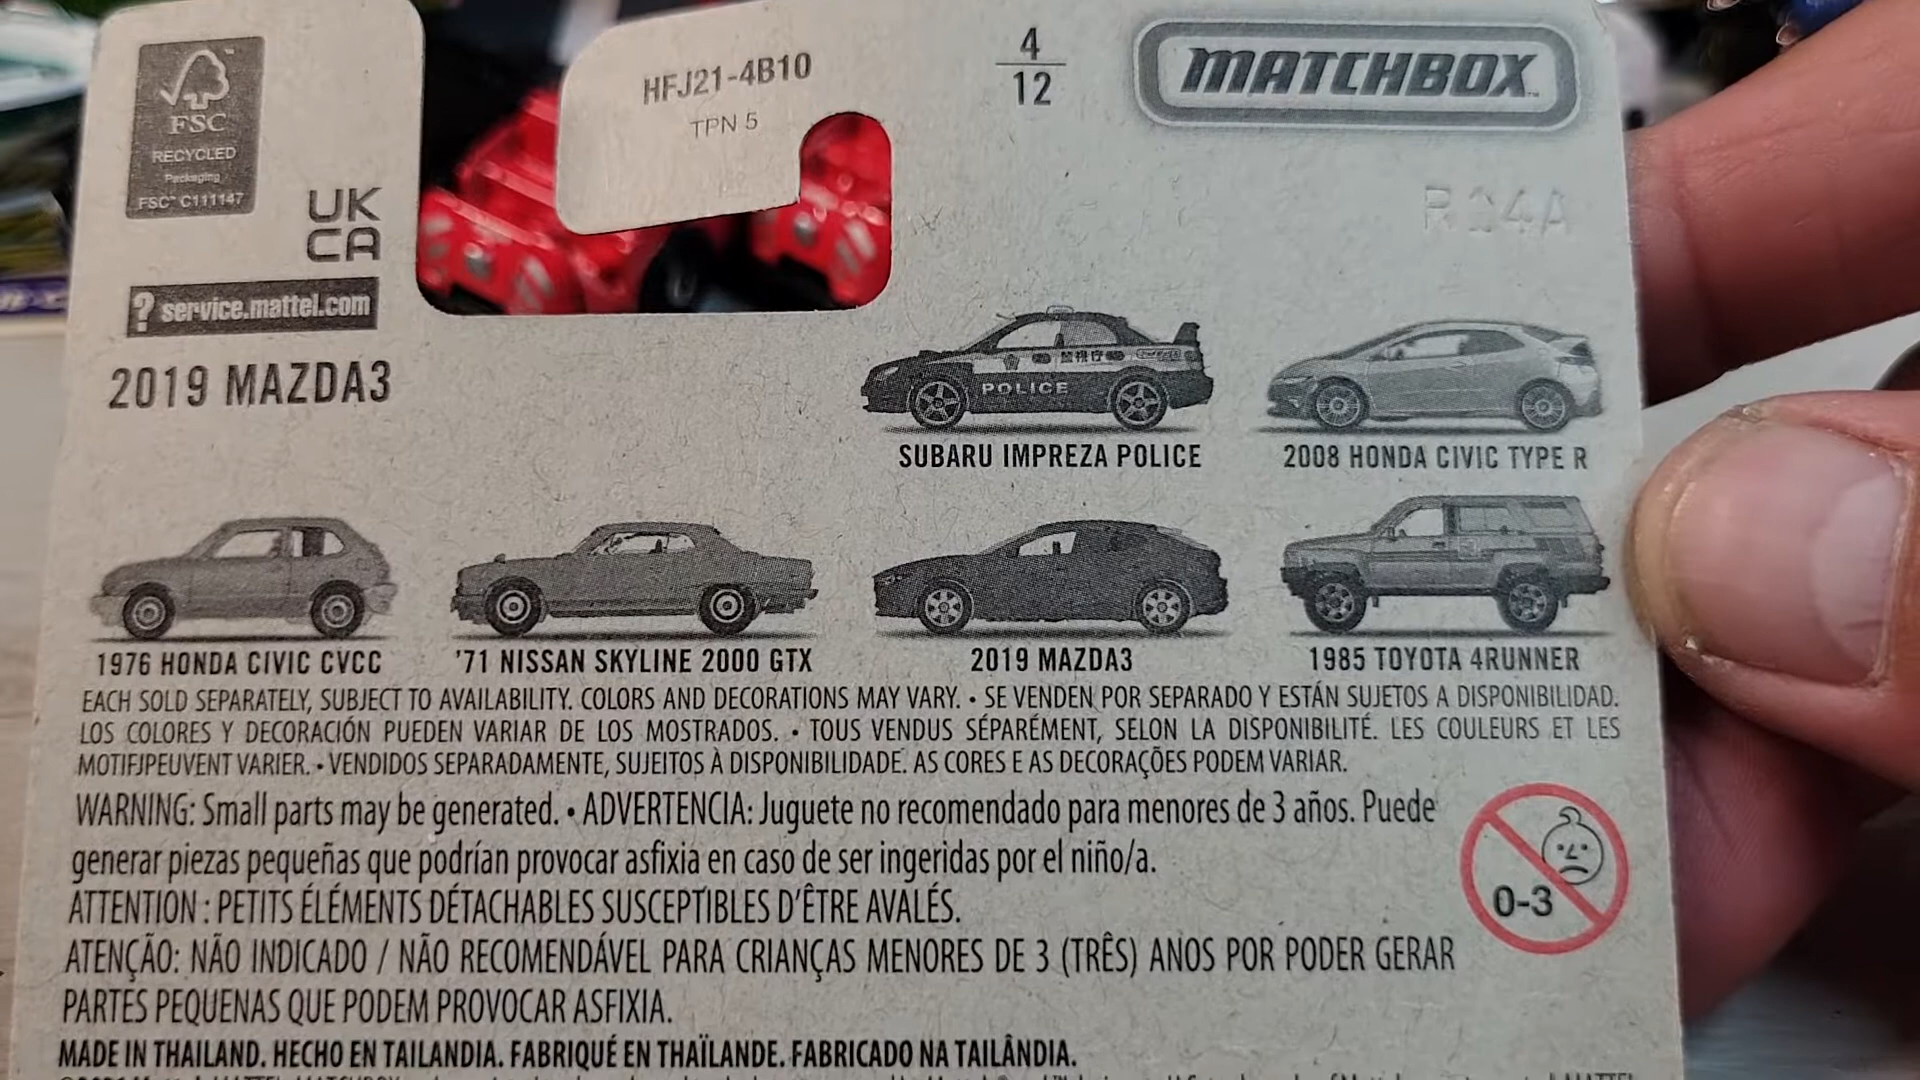 FSC
RECYCLED
Packaging
FSC™ C111147
UK
CA
? service.mattel.com
HFJ21-4B10
TPN 5
4
12
MATCHBOX
2019 MAZDA3
POLICE
SUBARU IMPREZA POLICE
2008 HONDA CIVIC TYPE R
1976 HONDA CIVIC CVCC
'71 NISSAN SKYLINE 2000 GTX
2019 MAZDA3
1985 TOYOTA 4RUNNER
EACH SOLD SEPARATELY, SUBJECT TO AVAILABILITY. COLORS AND DECORATIONS MAY VARY. • SE VENDEN POR SEPARADO Y ESTÁN SUJETOS A DISPONIBILIDAD.
LOS COLORES Y DECORACIÓN PUEDEN VARIAR DE LOS MOSTRADOS. • TOUS VENDUS SÉPARÉMENT, SELON LA DISPONIBILITÉ. LES COULEURS ET LES
MOTIFJPEUVENT VARIER. • VENDIDOS SEPARADAMENTE, SUJEITOS À DISPONIBILIDADE. AS CORES E AS DECORAÇÕES PODEM VARIAR.
WARNING: Small parts may be generated. • ADVERTENCIA: Juguete no recomendado para menores de 3 años. Puede
generar piezas pequeñas que podrían provocar asfixia en caso de ser ingeridas por el niño/a.
ATTENTION : PETITS ÉLÉMENTS DÉTACHABLES SUSCEPTIBLES D'ÊTRE AVALÉS.
0-3
ATENÇÃO: NÃO INDICADO / NÃO RECOMENDÁVEL PARA CRIANÇAS MENORES DE 3 (TRÊS) ANOS POR PODER GERAR
PARTES PEQUENAS QUE PODEM PROVOCAR ASFIXIA.
MADE IN THAILAND. HECHO EN TAILANDIA. FABRIQUÉ EN THAÏLANDE. FABRICADO NA TAILÂNDIA.